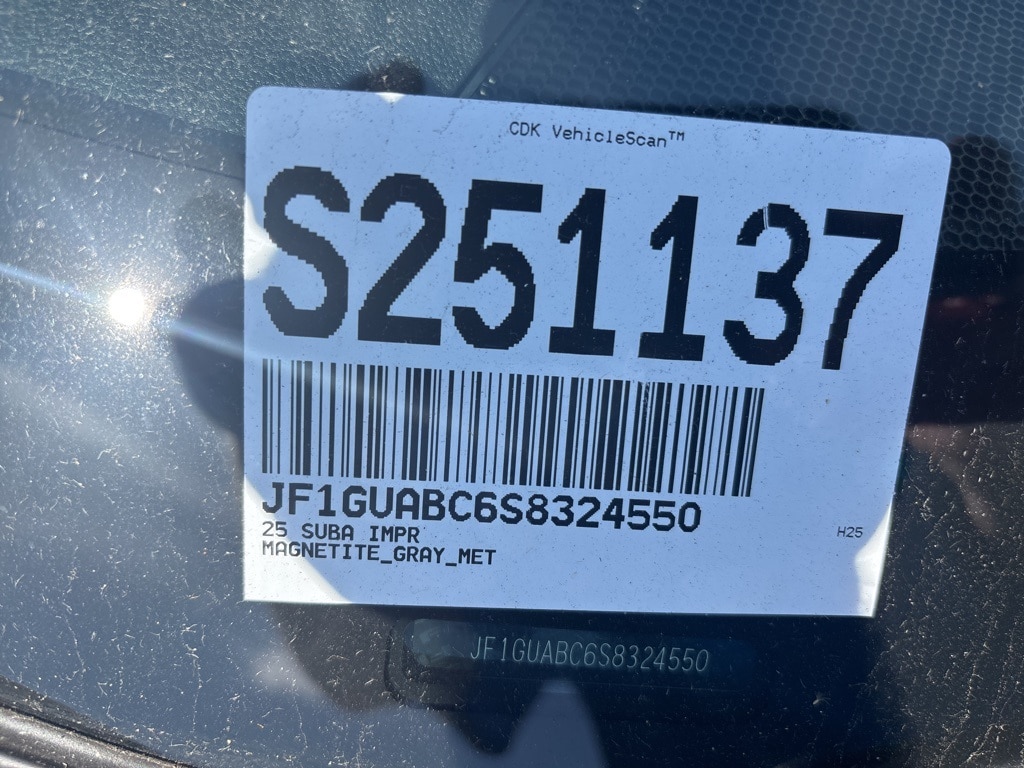 CDK VehicleScan™
S251137
JF1GUABC6S8324550
25 SUBA IMPR
H25
MAGNETITE_GRAY_MET
JF1GUABC6S8324550